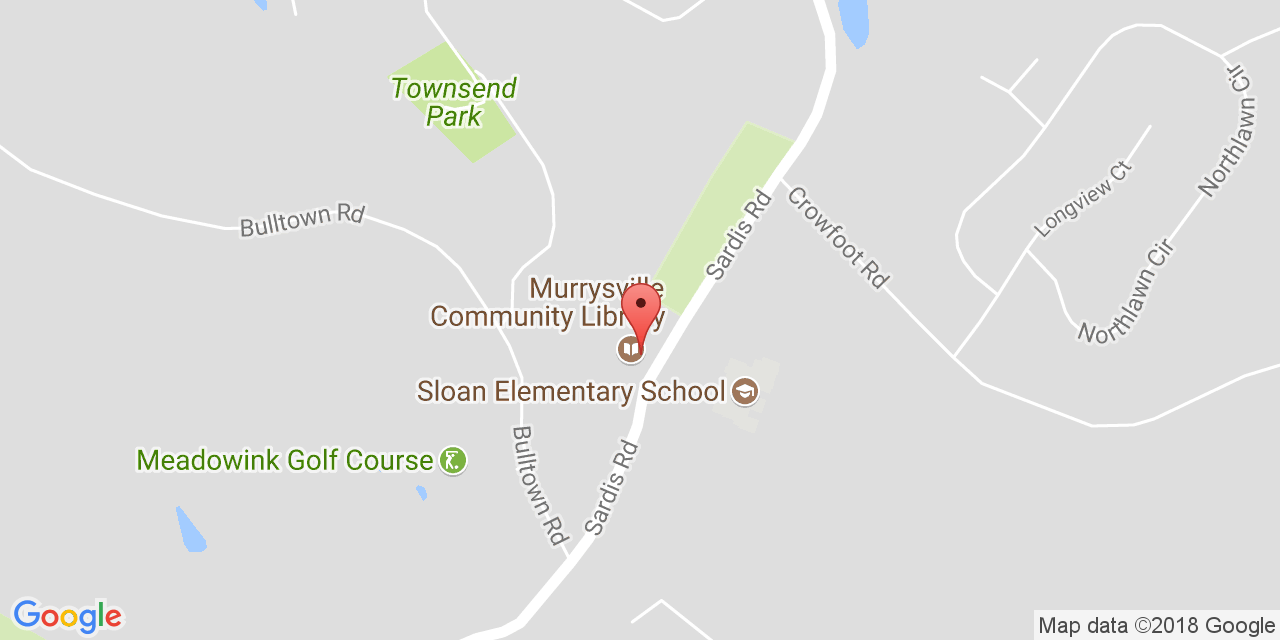 Townsend
Park
Bulltown Rd
Northlawn Cir
Longview Ct
Crowfoot Rd
Sardis Rd
Northlawn Cir
Murrysville
Community Library
Sloan Elementary School
Meadowink Golf Course
Bulltown Rd
Sardis Rd
Google
Map data ©2018 Google